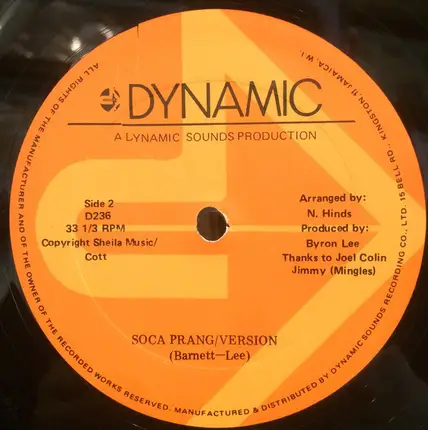 DYNAMIC
A DYNAMIC SOUNDS PRODUCTION
Side 2
D236
33 1/3 RPM
Copyright Sheila Music/
Cott
Arranged by:
N. Hinds
Produced by:
Byron Lee
Thanks to Joel Colin
Jimmy (Mingles)
SOCA PRANG/VERSION
(Barnett—Lee)
ALL RIGHTS OF THE MANUFACTURER AND OF THE OWNER OF THE RECORDED WORKS RESERVED. MANUFACTURED & DISTRIBUTED BY DYNAMIC SOUNDS RECORDING CO., LTD. 15 BELL RD., KINGSTON 11 JAMAICA, W.I.